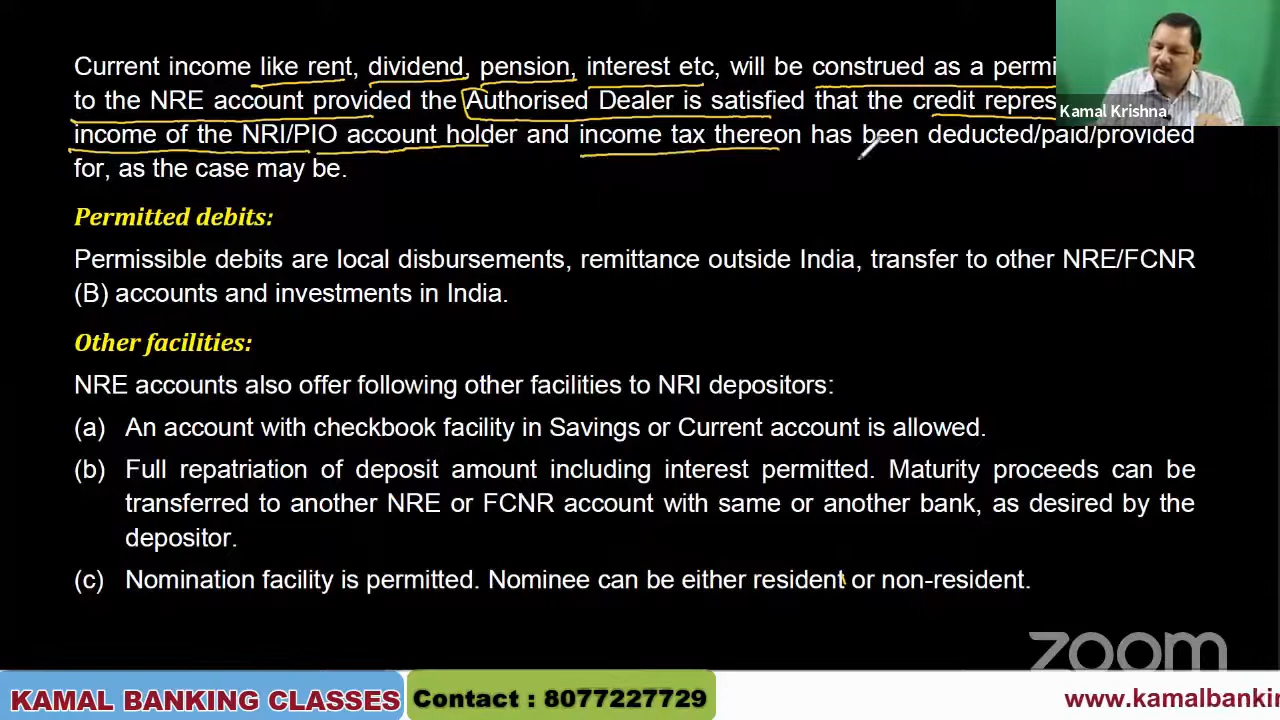 Current income like rent, dividend, pension, interest etc, will be construed as a permi
to the NRE account provided the Authorised Dealer is satisfied that the credit repres
Kamal Krishna
income of the NRI/PIO account holder and income tax thereon has been deducted/paid/provided
for, as the case may be.
Permitted debits:
Permissible debits are local disbursements, remittance outside India, transfer to other NRE/FCNR
(B) accounts and investments in India.
Other facilities:
NRE accounts also offer following other facilities to NRI depositors:
(a) An account with checkbook facility in Savings or Current account is allowed.
(b) Full repatriation of deposit amount including interest permitted. Maturity proceeds can be
transferred to another NRE or FCNR account with same or another bank, as desired by the
depositor.
(c) Nomination facility is permitted. Nominee can be either resident or non-resident.
zoom
KAMAL BANKING CLASSES
Contact : 8077227729
www.kamalbankin